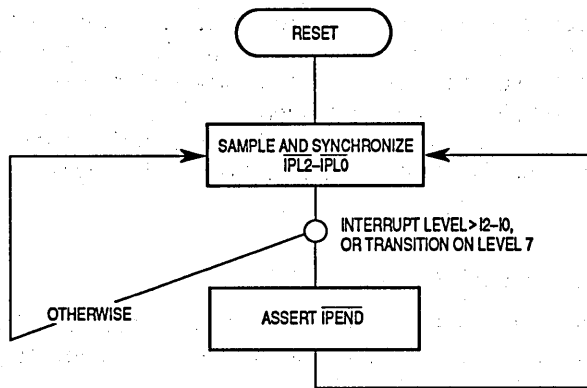 RESET
SAMPLE AND SYNCHRONIZE
IPL2–IPL0
INTERRUPT LEVEL > I2–I0,
OR TRANSITION ON LEVEL 7
OTHERWISE
ASSERT IPEND